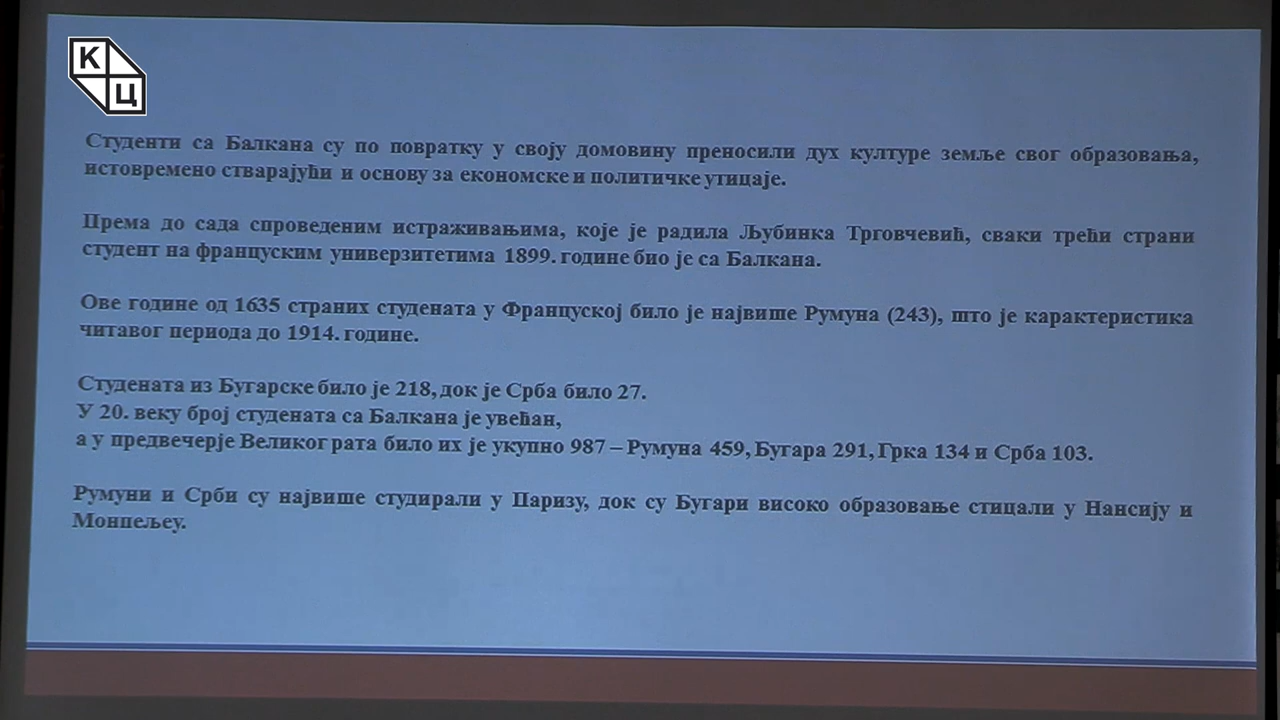 К
Ц
Студенти са Балкана су по повратку у своју домовину преносили дух културе земље свог образовања,
истовремено стварајући и основу за економске и политичке утицаје.
Према до сада спроведеним истраживањима, које је радила Љубинка Трговчевић, сваки трећи страни
студент на француским универзитетима 1899. године био је са Балкана.
Ове године од 1635 страних студената у Француској било је највише Румуна (243), што је карактеристика
читавог периода до 1914. године.
Студената из Бугарске било је 218, док је Срба било 27.
У 20. веку број студената са Балкана је увећан,
а у предвечерје Великог рата било их је укупно 987 – Румуна 459, Бугара 291, Грка 134 и Срба 103.
Румуни и Срби су највише студирали у Паризу, док су Бугари високо образовање стицали у Нансију и
Монпељеу.